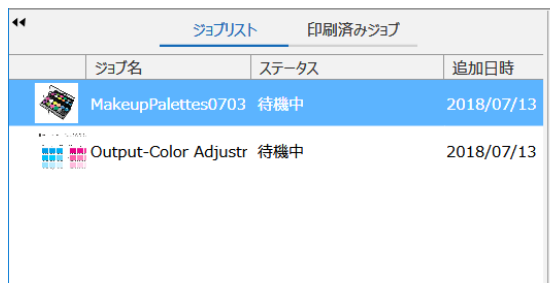 ジョブリスト 印刷済みジョブ
ジョブ名 ステータス 追加日時
MakeupPalettes0703 待機中 2018/07/13
Output-Color Adjustr 待機中 2018/07/13